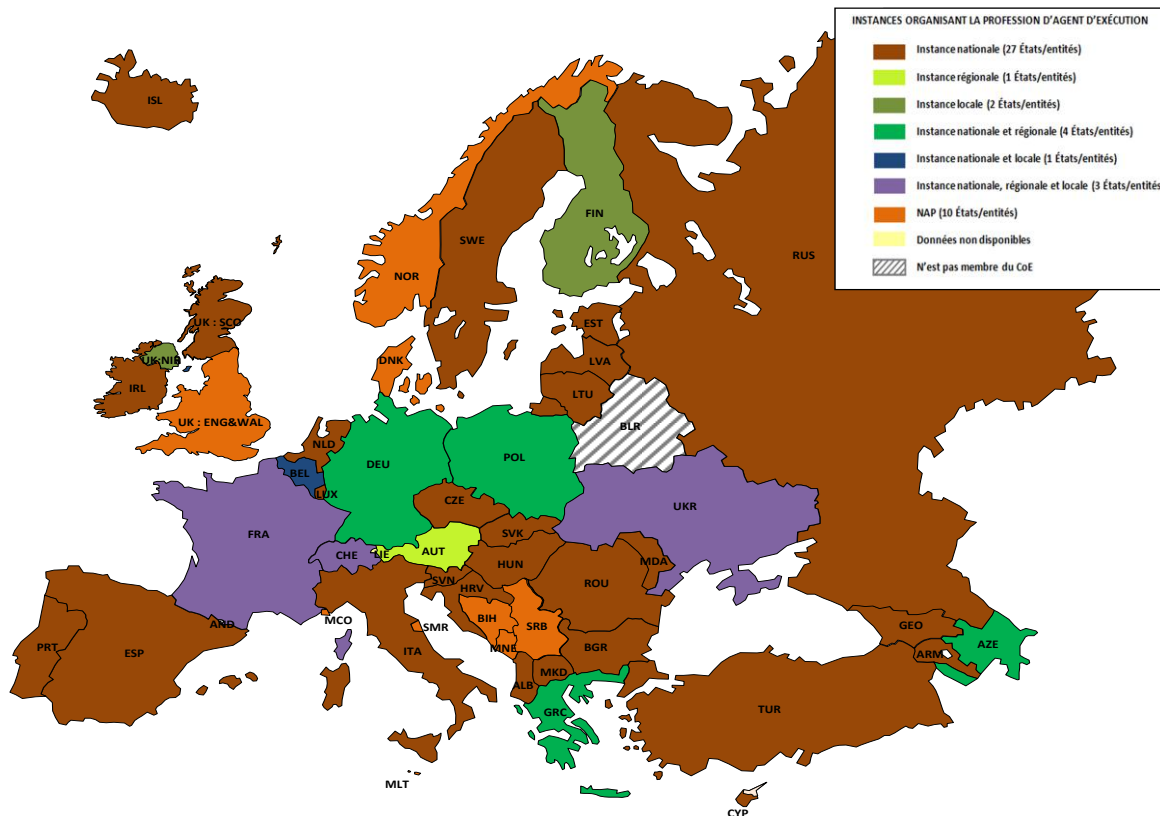 INSTANCES ORGANISANT LA PROFESSION D'AGENT D'EXÉCUTION
Instance nationale (27 États/entités)
Instance régionale (1 États/entités)
Instance locale (2 États/entités)
Instance nationale et régionale (4 États/entités)
Instance nationale et locale (1 États/entités)
Instance nationale, régionale et locale (3 États/entités
NAP (10 États/entités)
Données non disponibles
N'est pas membre du CoE
ISL
RUS
FIN
SWE
NOR
UK : SCO
EST
UK:NIR
DNK
LVA
IRL
LTU
UK : ENG&WAL
BLR
NLD
DEU
POL
BEL
LUX
CZE
UKR
FRA
SVK
CHE
LIE
AUT
MDA
HUN
ROU
SVN
HRV
MCO
BIH
SRB
AND
SMR
GEO
PRT
ESP
ITA
MNE
BGR
AZE
ARM
MKD
ALB
GRC
TUR
MLT
CYP